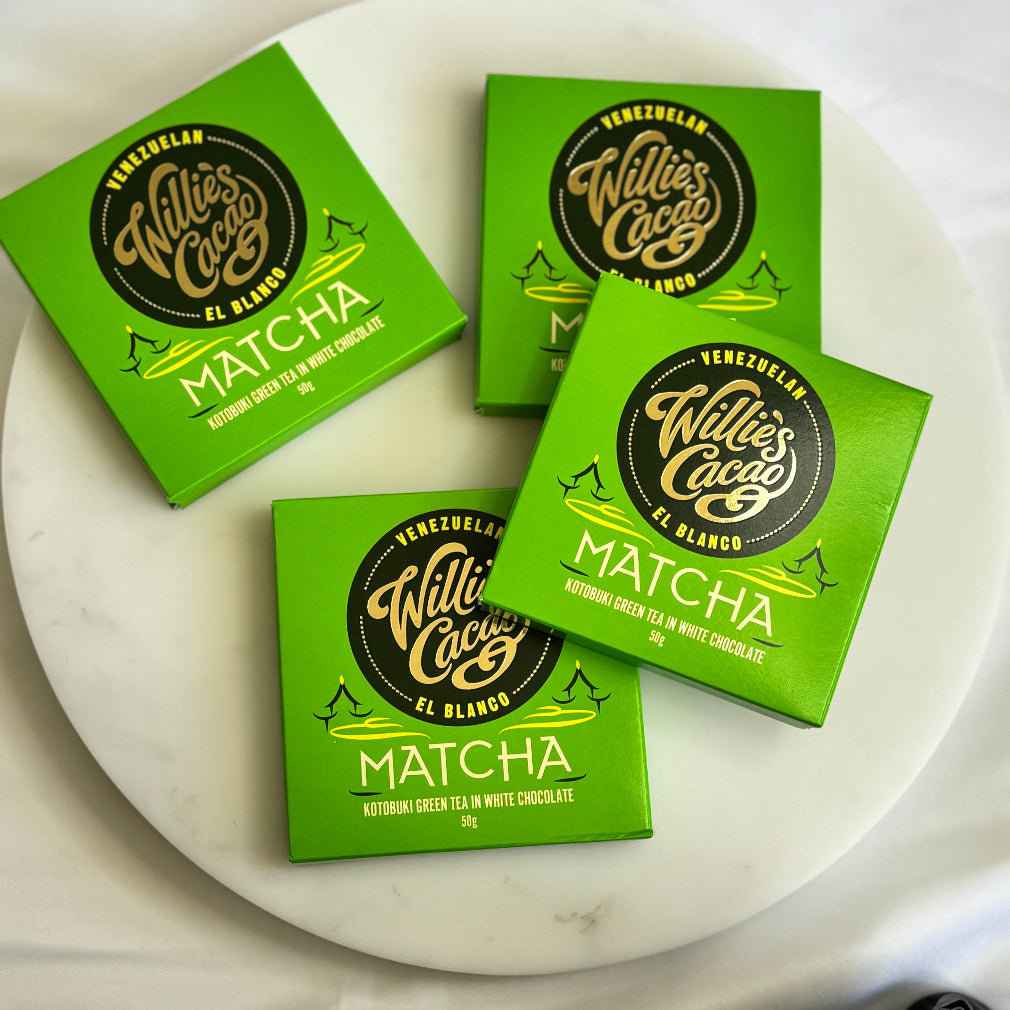 VENEZUELAN
Willie's
Cacao
EL BLANCO
MATCHA
KOTOBUKI GREEN TEA IN WHITE CHOCOLATE
50g
VENEZUELAN
Willie's
Cacao
EL BLANCO
VENEZUELAN
Willie's
Cacao
EL BLANCO
MATCHA
KOTOBUKI GREEN TEA IN WHITE CHOCOLATE
50g
VENEZUELAN
Willie's
Cacao
EL BLANCO
MATCHA
KOTOBUKI GREEN TEA IN WHITE CHOCOLATE
50g